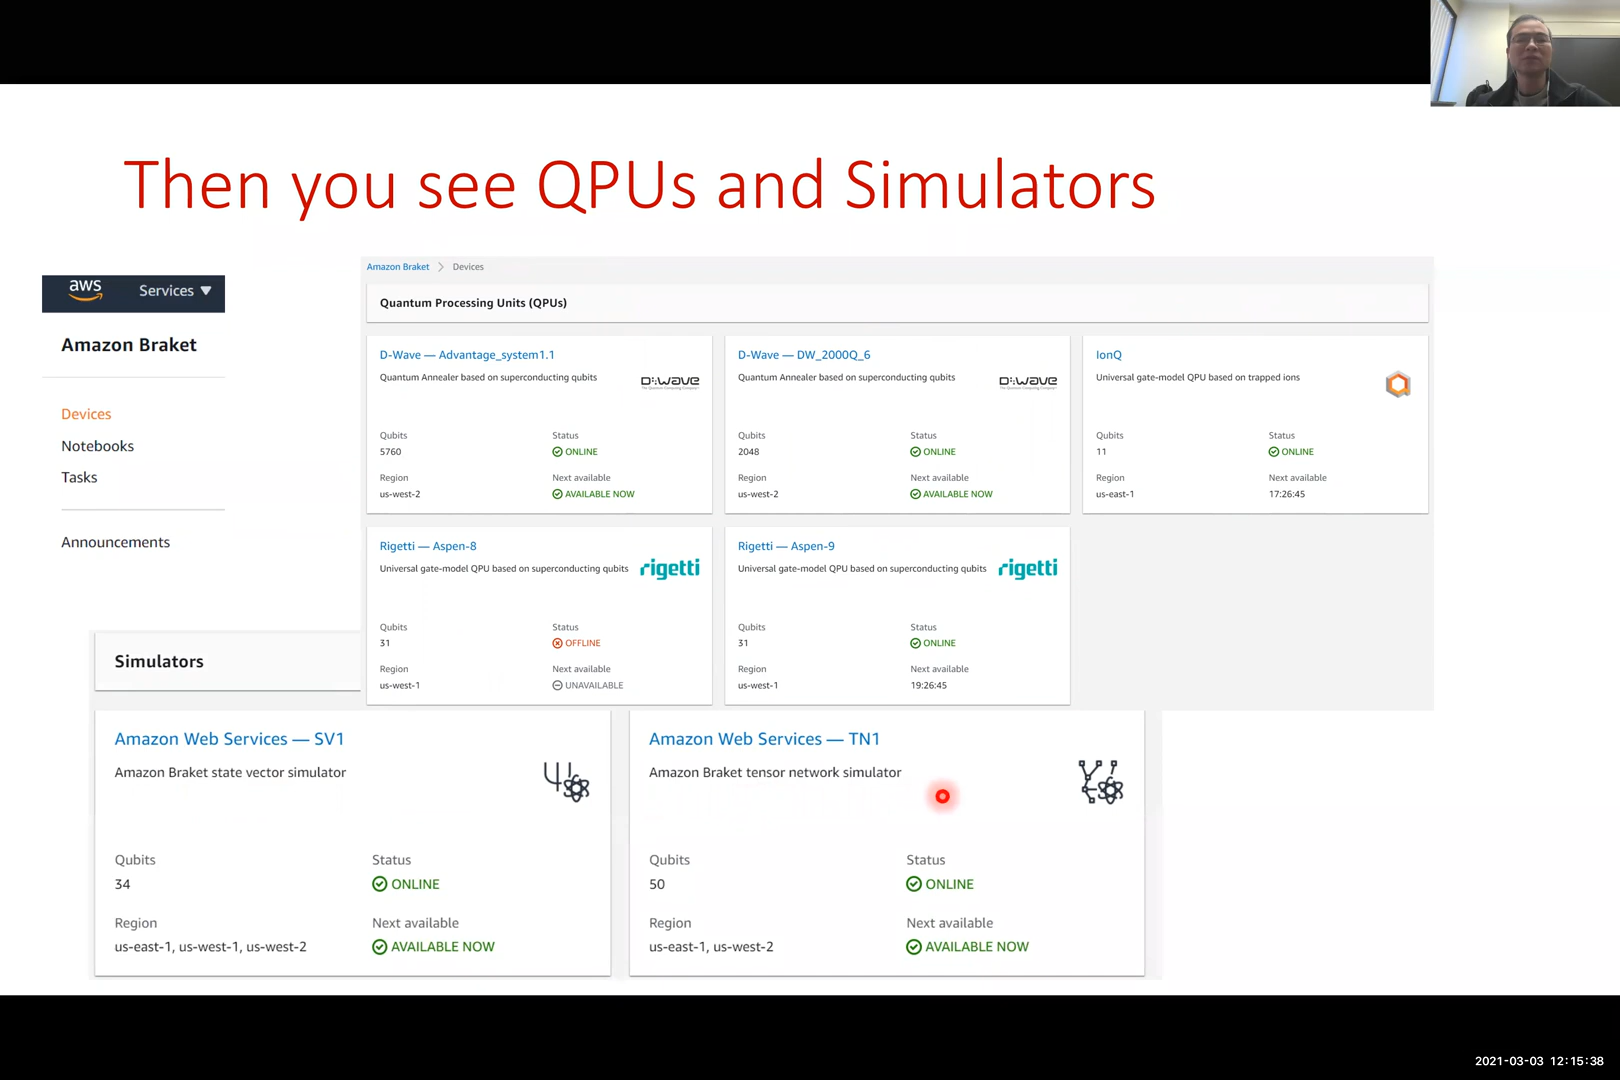 Then you see QPUs and Simulators
aws Services
Amazon Braket
Devices
Notebooks
Tasks
Announcements
Amazon Braket > Devices
Quantum Processing Units (QPUs)
D-Wave — Advantage_system1.1
Quantum Annealer based on superconducting qubits
D:wave
The Quantum Computing Company
Qubits
5760
Status
ONLINE
Region
us-west-2
Next available
AVAILABLE NOW
D-Wave — DW_2000Q_6
Quantum Annealer based on superconducting qubits
D:wave
The Quantum Computing Company
Qubits
2048
Status
ONLINE
Region
us-west-2
Next available
AVAILABLE NOW
IonQ
Universal gate-model QPU based on trapped ions
Qubits
11
Status
ONLINE
Region
us-east-1
Next available
17:26:45
Rigetti — Aspen-8
Universal gate-model QPU based on superconducting qubits
rigetti
Qubits
31
Status
OFFLINE
Region
us-west-1
Next available
UNAVAILABLE
Rigetti — Aspen-9
Universal gate-model QPU based on superconducting qubits
rigetti
Qubits
31
Status
ONLINE
Region
us-west-1
Next available
19:26:45
Simulators
Amazon Web Services — SV1
Amazon Braket state vector simulator
Qubits
34
Status
ONLINE
Region
us-east-1, us-west-1, us-west-2
Next available
AVAILABLE NOW
Amazon Web Services — TN1
Amazon Braket tensor network simulator
Qubits
50
Status
ONLINE
Region
us-east-1, us-west-2
Next available
AVAILABLE NOW
2021-03-03 12:15:38